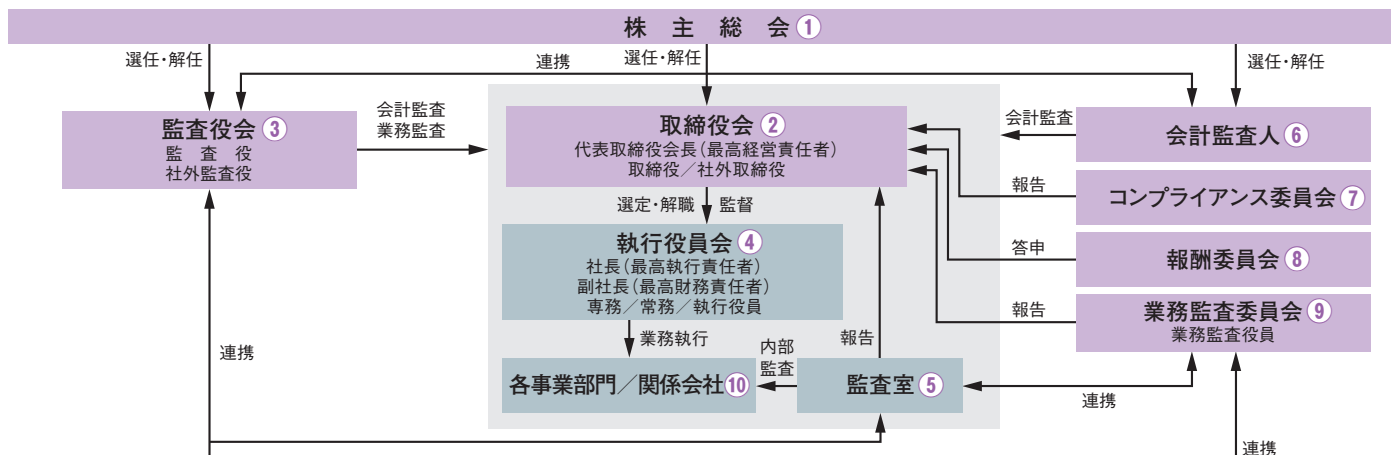 株 主 総 会 ①
選任・解任
連携
選任・解任
選任・解任
監査役会 ③
監 査 役
社外監査役
会計監査
業務監査
取締役会 ②
代表取締役会長（最高経営責任者）
取締役／社外取締役
会計監査
会計監査人 ⑥
報告
コンプライアンス委員会 ⑦
選定・解職
監督
答申
報酬委員会 ⑧
執行役員会 ④
社長（最高執行責任者）
副社長（最高財務責任者）
専務／常務／執行役員
報告
業務監査委員会 ⑨
業務監査役員
連携
業務執行
内部
監査
報告
各事業部門／関係会社 ⑩
監査室 ⑤
連携
連携